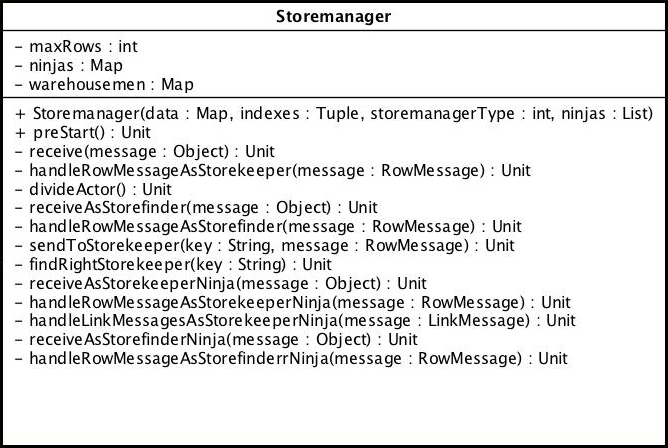 Storemanager
- maxRows : int
- ninjas : Map
- warehousemen : Map
+ Storemanager(data : Map, indexes : Tuple, storemanagerType : int, ninjas : List)
+ preStart() : Unit
- receive(message : Object) : Unit
- handleRowMessageAsStorekeeper(message : RowMessage) : Unit
- divideActor() : Unit
- receiveAsStorefinder(message : Object) : Unit
- handleRowMessageAsStorefinder(message : RowMessage) : Unit
- sendToStorekeeper(key : String, message : RowMessage) : Unit
- findRightStorekeeper(key : String) : Unit
- receiveAsStorekeeperNinja(message : Object) : Unit
- handleRowMessageAsStorekeeperNinja(message : RowMessage) : Unit
- handleLinkMessagesAsStorekeeperNinja(message : LinkMessage) : Unit
- receiveAsStorefinderNinja(message : Object) : Unit
- handleRowMessageAsStorefinderrNinja(message : RowMessage) : Unit